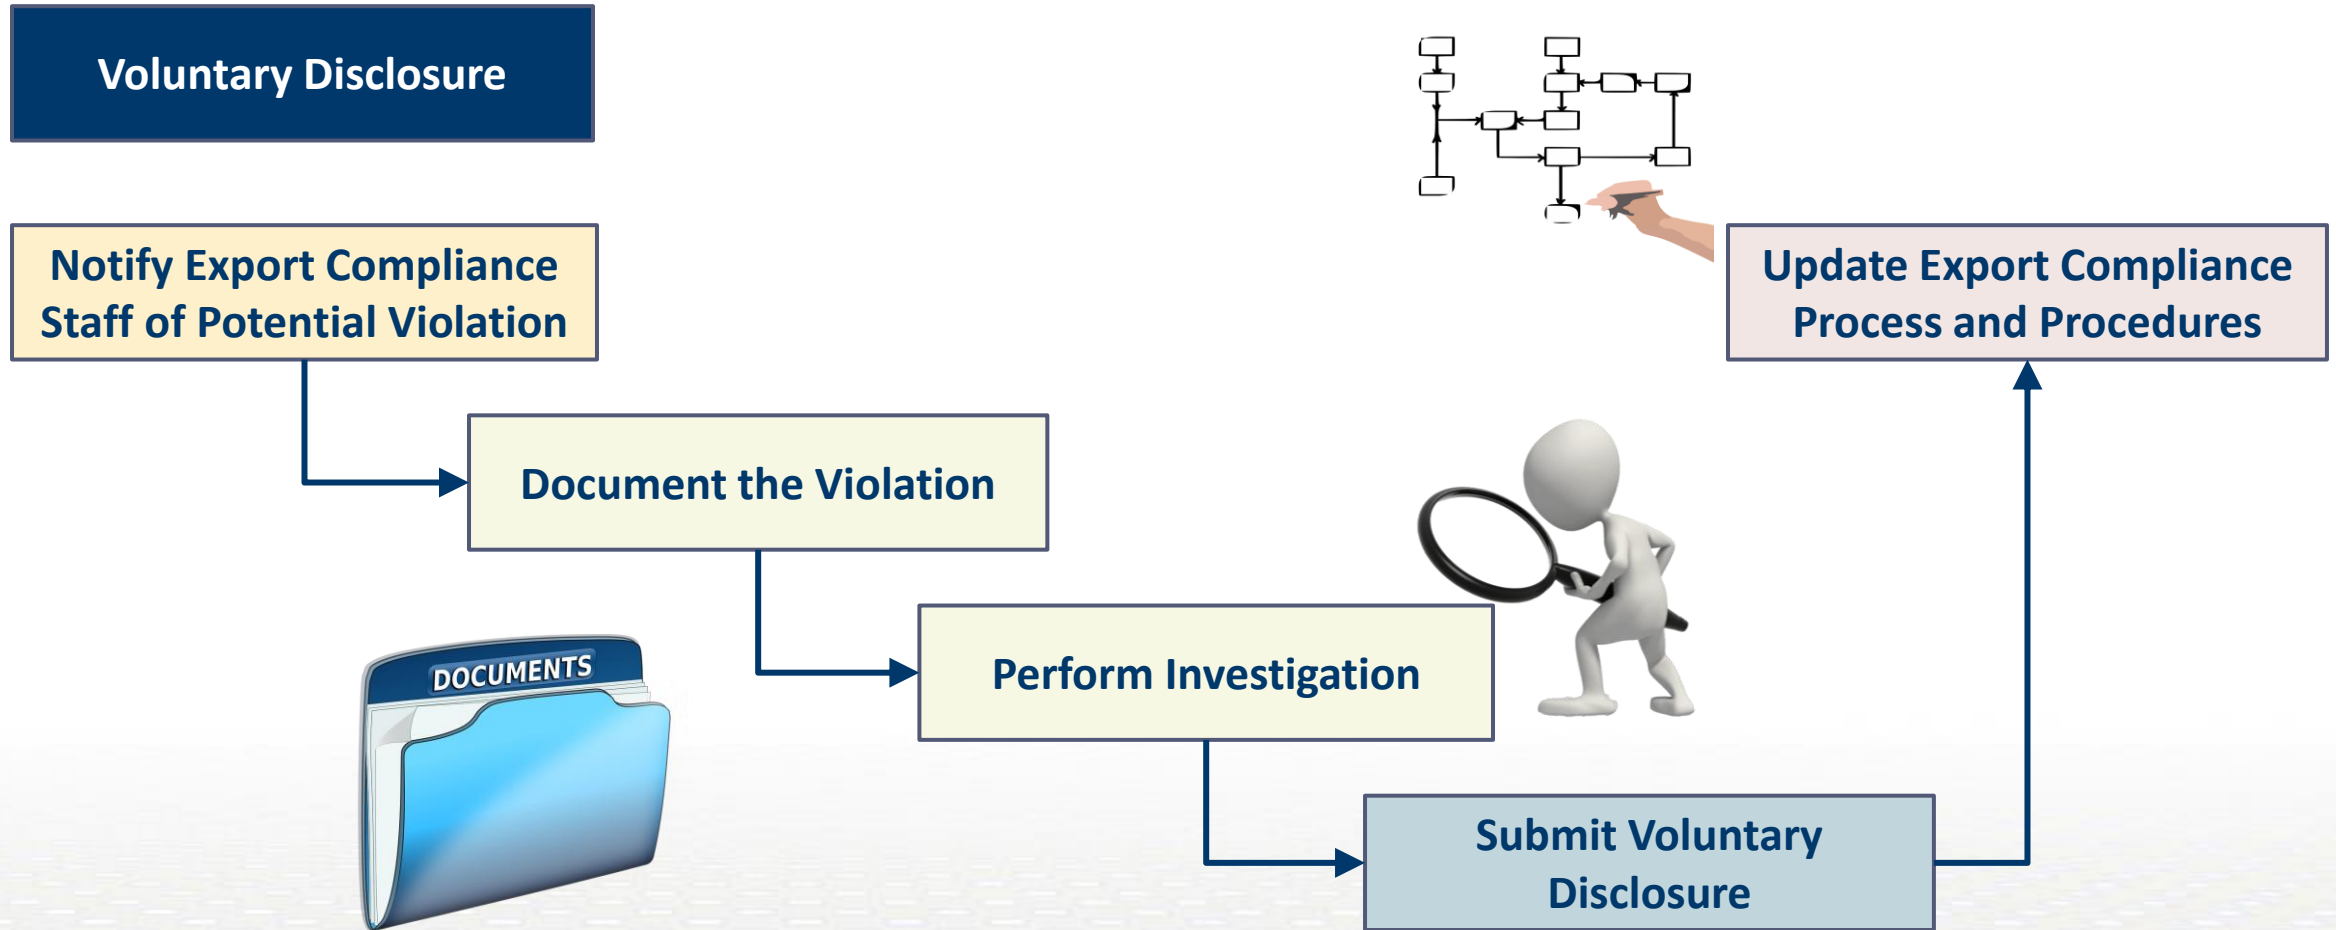 Voluntary Disclosure
Notify Export Compliance
Staff of Potential Violation
Update Export Compliance
Process and Procedures
Document the Violation
DOCUMENTS
Perform Investigation
Submit Voluntary
Disclosure